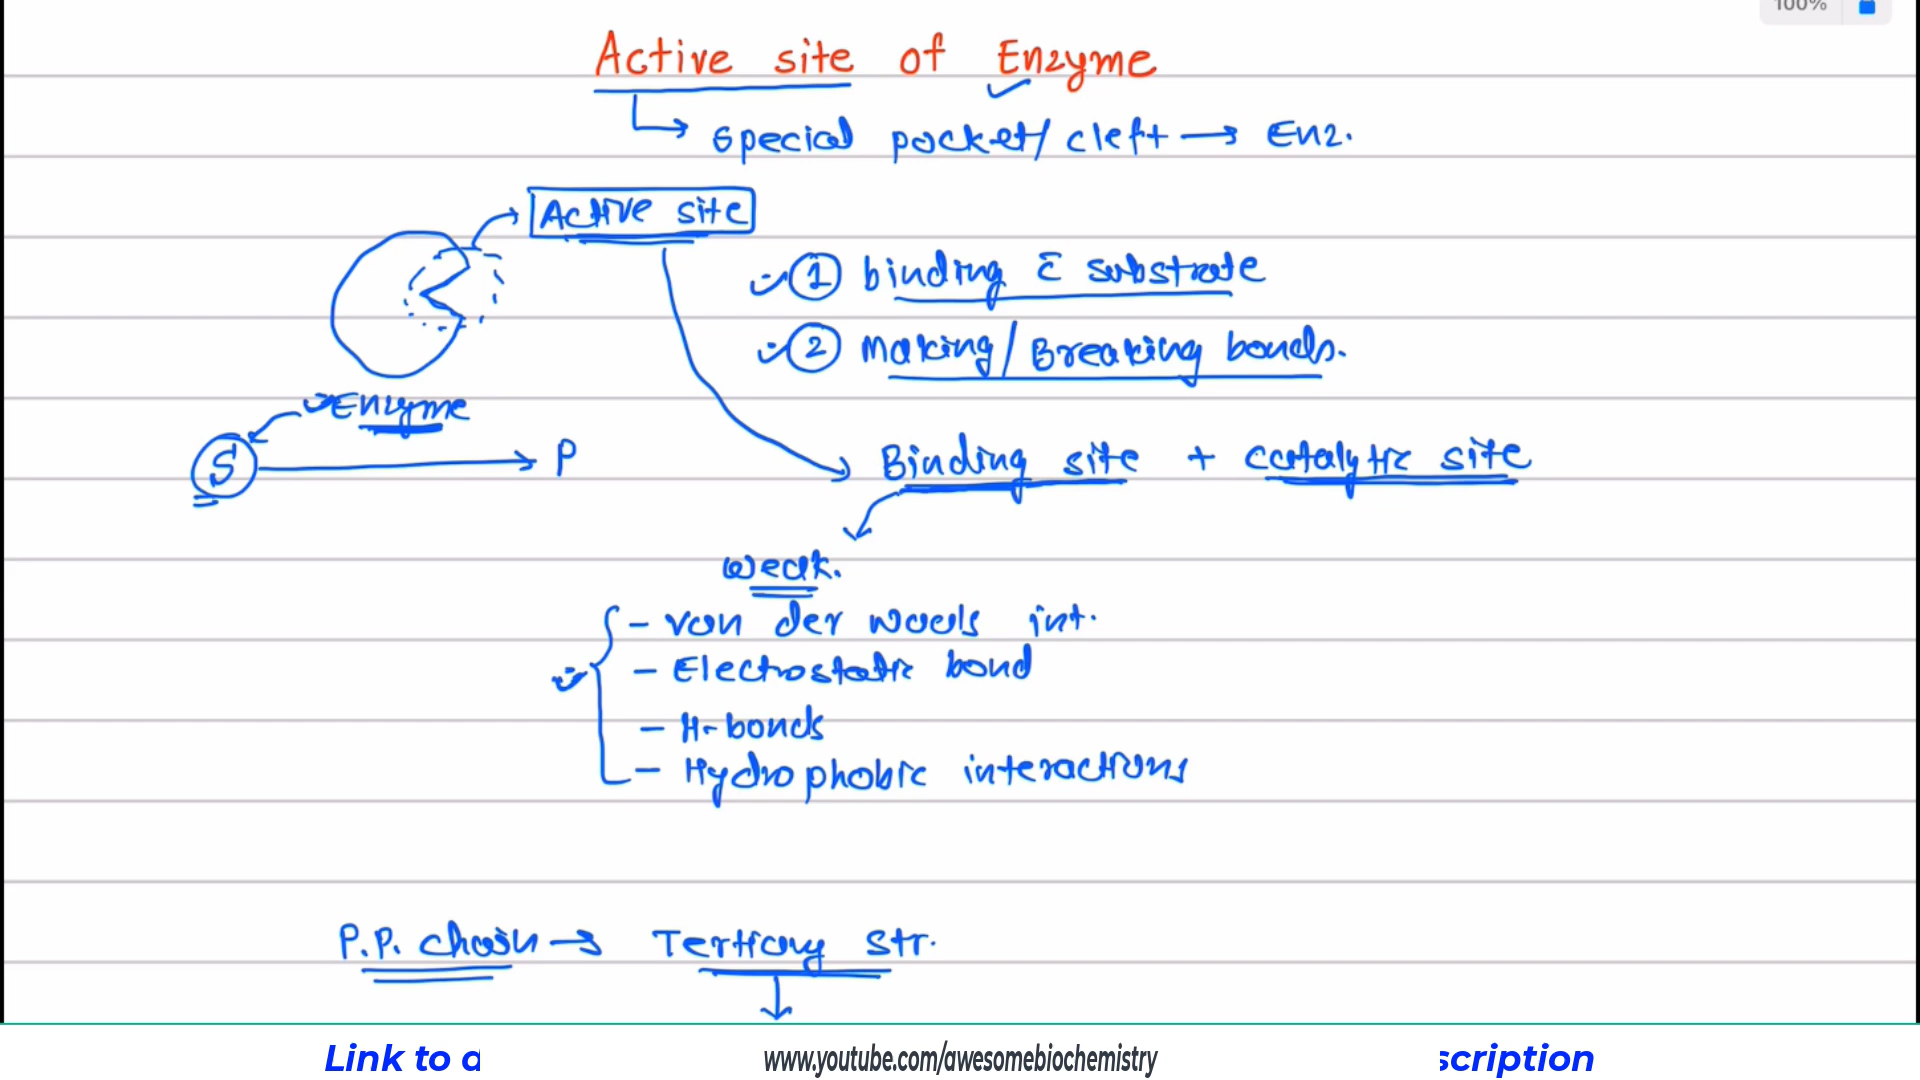 100%
Active site of Enzyme
special pocket/cleft → Enz.
Active site
① binding c̄ substrate
② Making/Breaking bonds.
Enzyme
S → P
Binding site + catalytic site
weak.
- van der waals int.
- Electrostatic bond
- H-bonds
- Hydrophobic interactions
P.P. chain → Tertiary str.
Link to a
www.youtube.com/awesomebiochemistry
scription